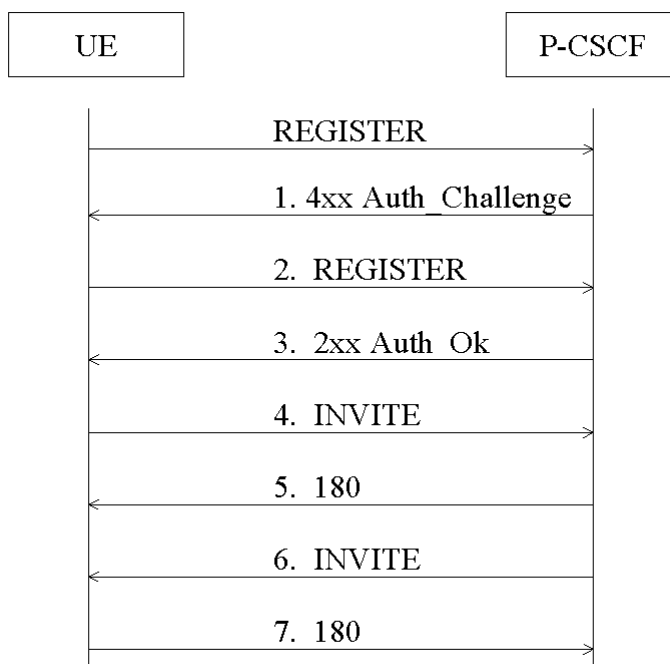 UE
P-CSCF
REGISTER
1. 4xx Auth_Challenge
2. REGISTER
3. 2xx Auth_Ok
4. INVITE
5. 180
6. INVITE
7. 180